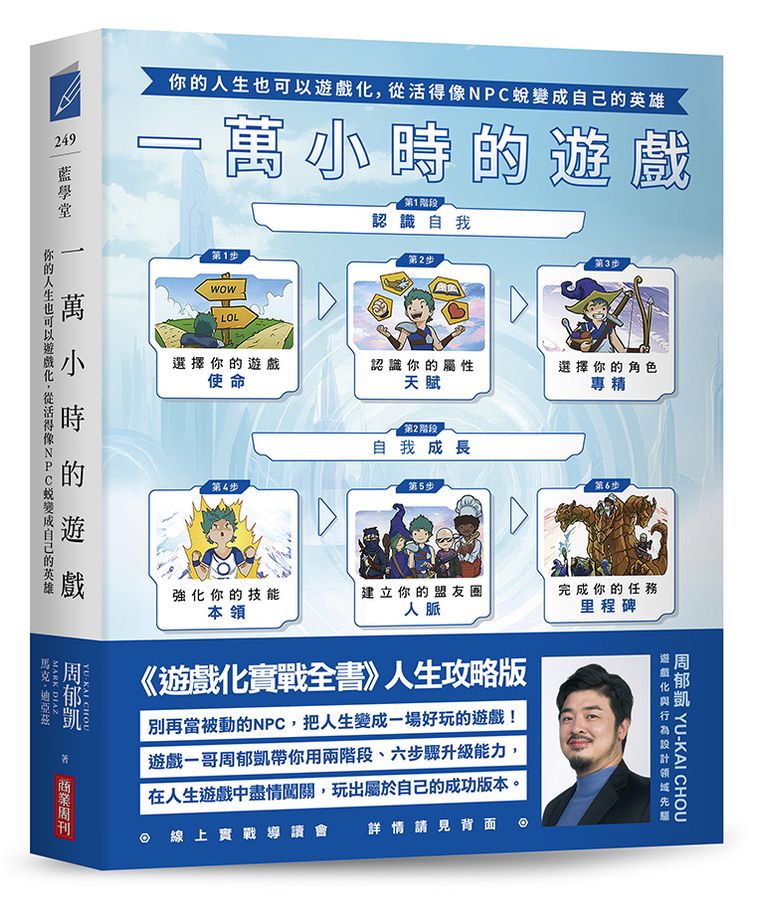 你的人生也可以遊戲化，從活得像NPC蛻變成自己的英雄
一萬小時的遊戲
第1階段
認識自我
第1步
WOW
LOL
選擇你的遊戲
使命
第2步
認識你的屬性
天賦
第3步
選擇你的角色
專精
第2階段
自我成長
第4步
強化你的技能
本領
第5步
建立你的盟友圈
人脈
第6步
完成你的任務
里程碑
《遊戲化實戰全書》人生攻略版
別再當被動的NPC，把人生變成一場好玩的遊戲！
遊戲一哥周郁凱帶你用兩階段、六步驟升級能力，
在人生遊戲中盡情闖關，玩出屬於自己的成功版本。
線上實戰導讀會 詳情請見背面
周郁凱 YU-KAI CHOU
遊戲化與行為設計領域先驅
249
藍學堂
一萬小時的遊戲
你的人生也可以遊戲化，從活得像NPC蛻變成自己的英雄
YU-KAI CHOU
周郁凱
MARK DIAZ
馬克・迪亞茲
著
商業周刊